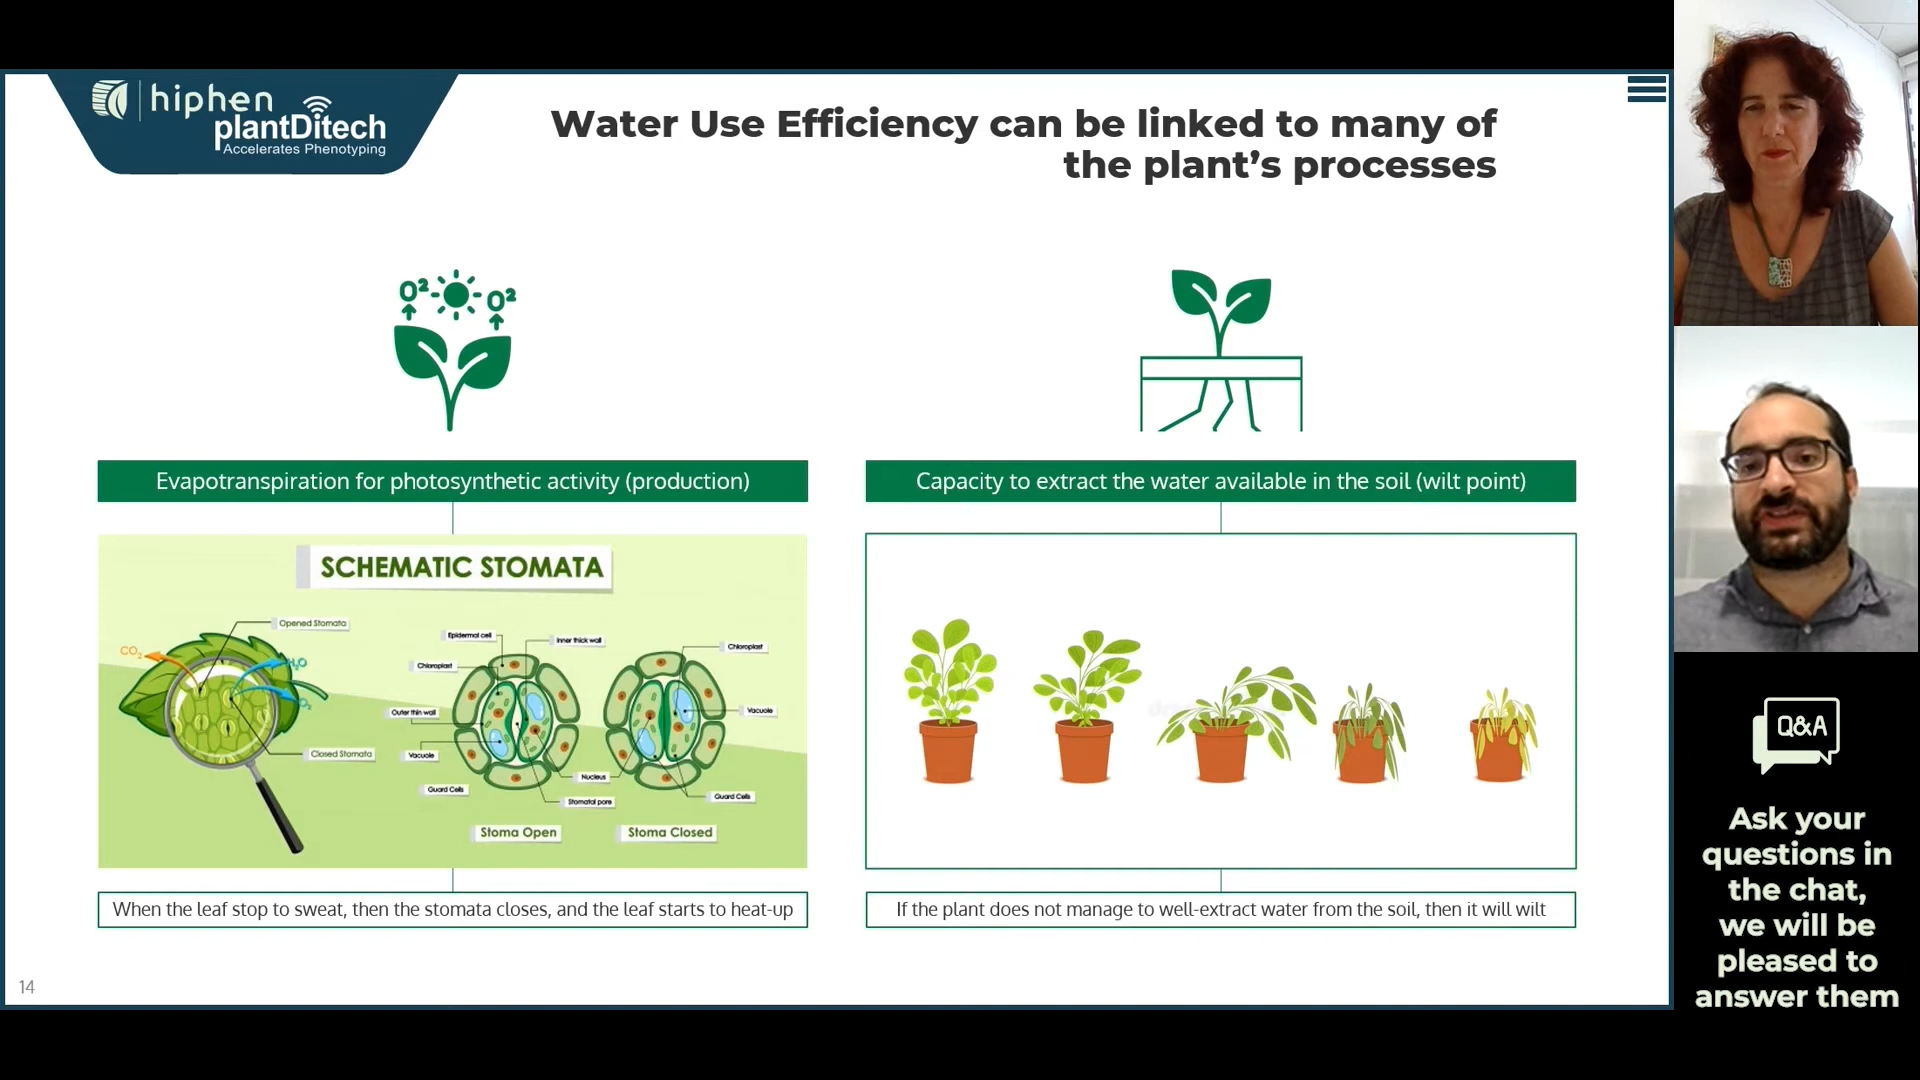 hiphen
plantDitech
Accelerates Phenotyping
Water Use Efficiency can be linked to many of
the plant's processes
O² O²
Evapotranspiration for photosynthetic activity (production)
SCHEMATIC STOMATA
Opened Stomata
CO₂
H₂O
Closed Stomata
Epidermal cell
Inner thick wall
Chloroplast
Chloroplast
Outer thin wall
Vacuole
Vacuole
Nucleus
Guard Cells
Stomatal pore
Guard Cells
Stoma Open
Stoma Closed
When the leaf stop to sweat, then the stomata closes, and the leaf starts to heat-up
Capacity to extract the water available in the soil (wilt point)
If the plant does not manage to well-extract water from the soil, then it will wilt
14
Q&A
Ask your
questions in
the chat,
we will be
pleased to
answer them